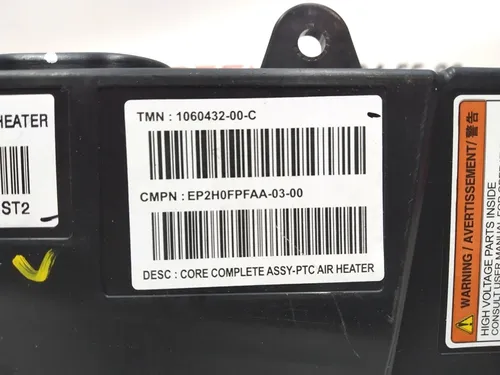 HEATER
ST2
TMN : 1060432-00-C
CMPN : EP2H0FPFAA-03-00
DESC : CORE COMPLETE ASSY-PTC AIR HEATER
WARNING / AVERTISSEMENT/ 警告
HIGH VOLTAGE PARTS INSIDE
CONSULT USER MANUAL